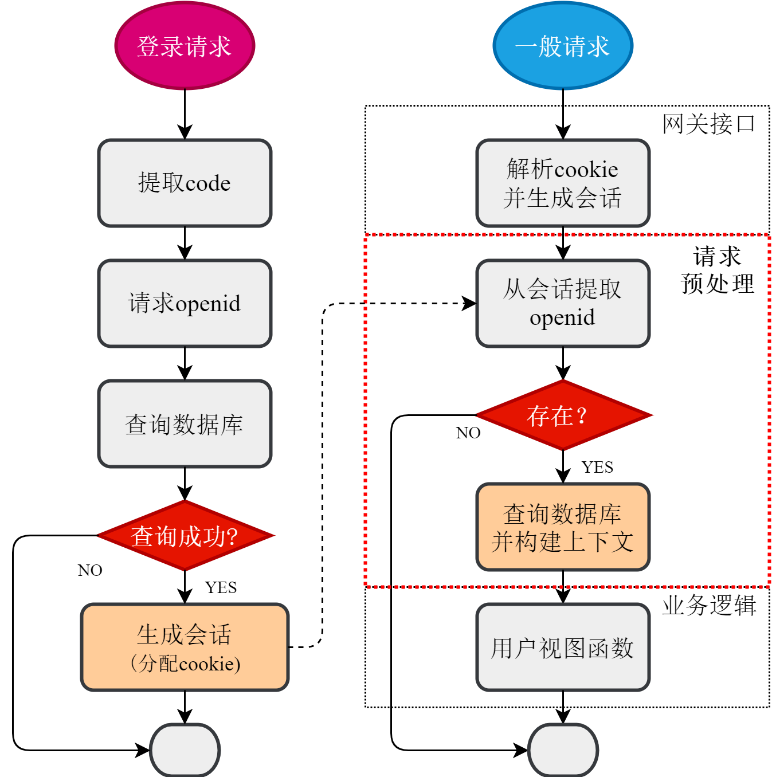 登录请求
提取code
请求openid
查询数据库
查询成功?
NO
YES
生成会话
（分配cookie)
一般请求
网关接口
解析cookie
并生成会话
请求
预处理
从会话提取
openid
存在？
NO
YES
查询数据库
并构建上下文
业务逻辑
用户视图函数